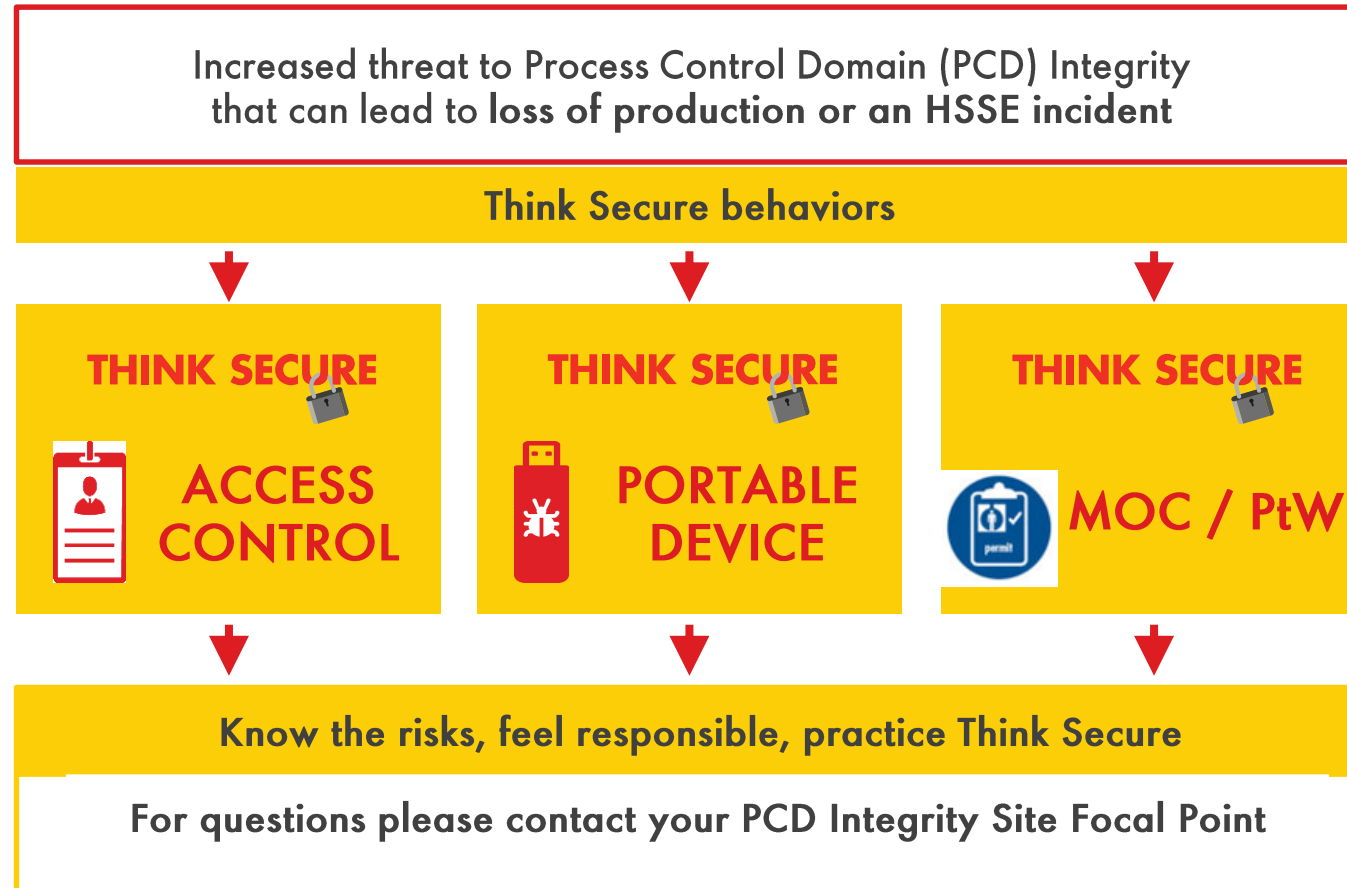 Increased threat to Process Control Domain (PCD) Integrity
that can lead to loss of production or an HSSE incident
Think Secure behaviors
THINK SECURE
ACCESS
CONTROL
THINK SECURE
PORTABLE
DEVICE
THINK SECURE
permit
MOC / PtW
Know the risks, feel responsible, practice Think Secure
For questions please contact your PCD Integrity Site Focal Point